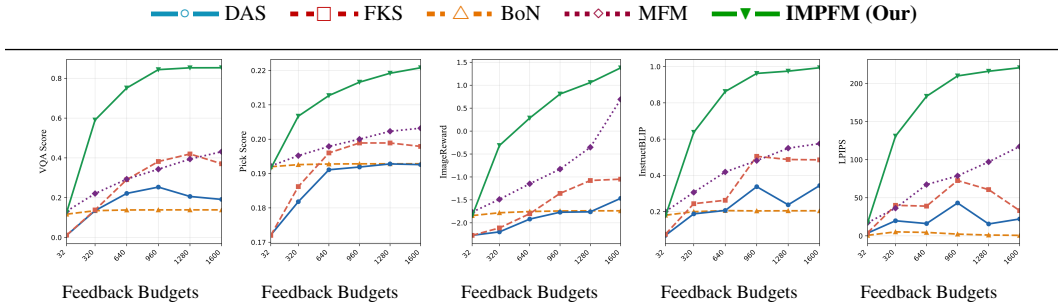 DAS FKS BoN MFM IMPFM (Our)
VQA Score
0.8
0.6
0.4
0.2
0.0
32 320 640 960 1280 1600
Feedback Budgets
Pick Score
0.22
0.21
0.20
0.19
0.18
0.17
32 320 640 960 1280 1600
Feedback Budgets
ImageReward
1.5
1.0
0.5
0.0
−0.5
−1.0
−1.5
−2.0
32 320 640 960 1280 1600
Feedback Budgets
InstrucBLIP
1.0
0.8
0.6
0.4
0.2
32 320 640 960 1280 1600
Feedback Budgets
LPIPS
200
150
100
50
0
32 320 640 960 1280 1600
Feedback Budgets